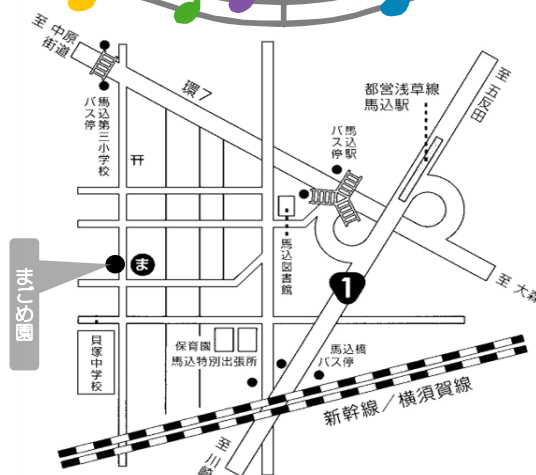 至 中原
街道
環7
馬込第三小学校
バス停
都営浅草線
馬込駅
至 五反田
馬込駅
バス停
馬込図書館
ま
まごめ園
1
至 大森
貝塚中学校
保育園
馬込特別出張所
馬込橋
バス停
新幹線/横須賀線
至 川崎